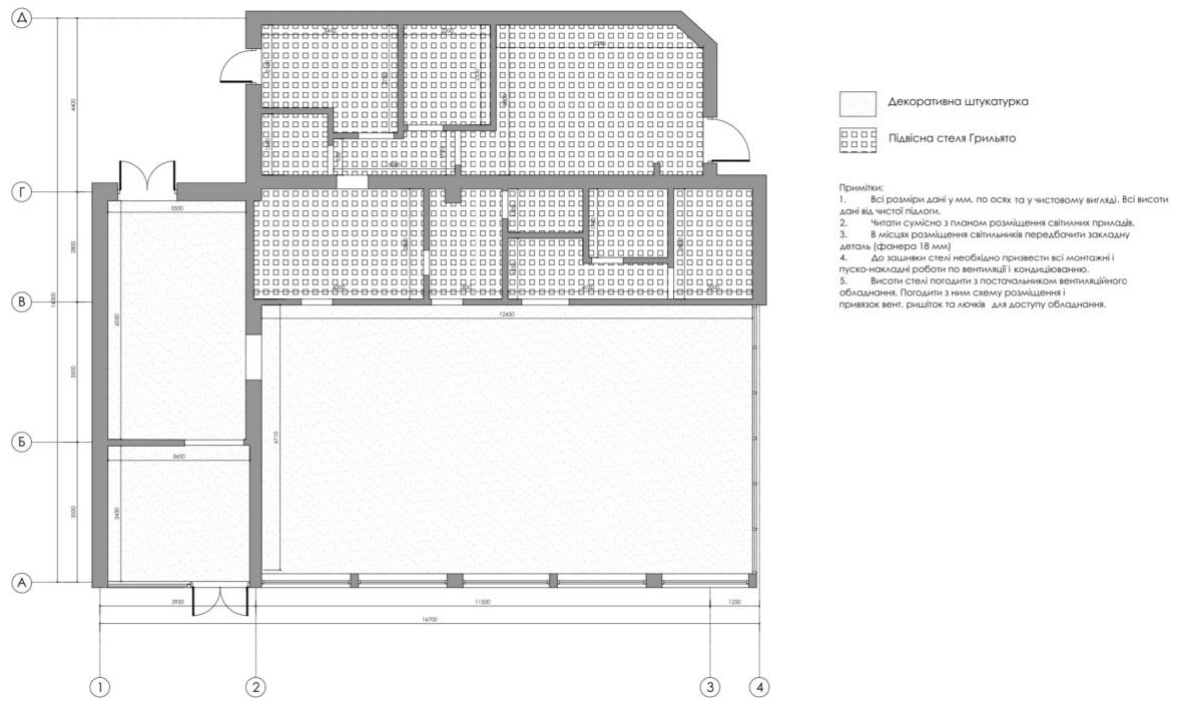 Д
Г
В
Б
А
4400
2800
3500
3500
14000
5500
6050
3600
3430
12450
6710
3950
11500
1250
16700
1
2
3
4
Декоративна штукатурка
Підвісна стеля Грильято
Примітки:
1. Всі розміри дані у мм, по осях та у чистовому вигляді. Всі висоти
дані від чистої підлоги.
2. Читати сумісно з планом розміщення світилних приладів.
3. В місцях розміщення світильників передбачити закладну
деталь (фанера 18 мм)
4. До зашивки стелі необхідно призвести всі монтажні і
пуско-накладні роботи по вентиляції і кондиціюванню.
5. Висоти стелі погодити з постачальником вентиляційного
обладнання. Погодити з ним схему розміщення і
привязок вент. ришіток та лючків для доступу обладнання.